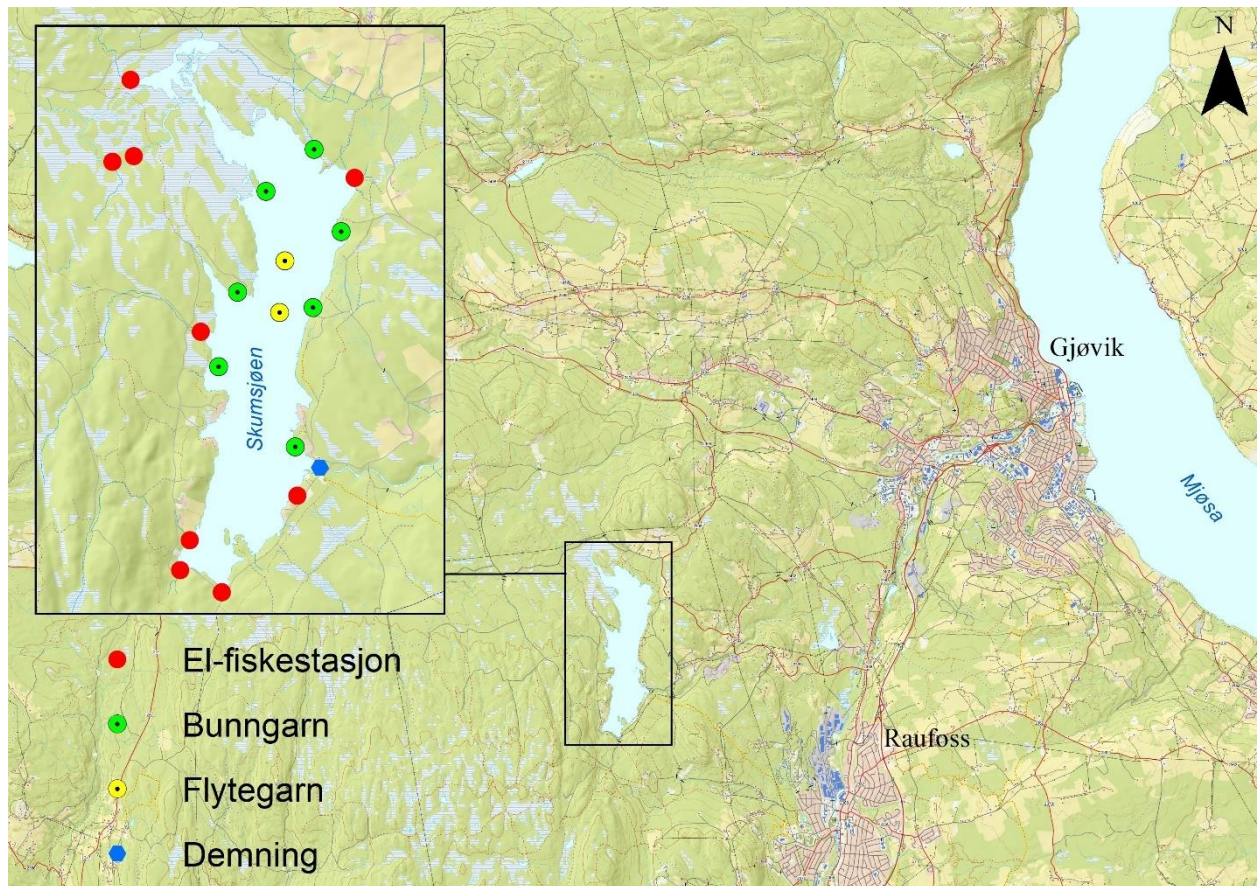 N
Gjøvik
Skumsjøen
Mjøsa
El-fiskestasjon
Bunngarn
Raufoss
Flytegarn
Demning